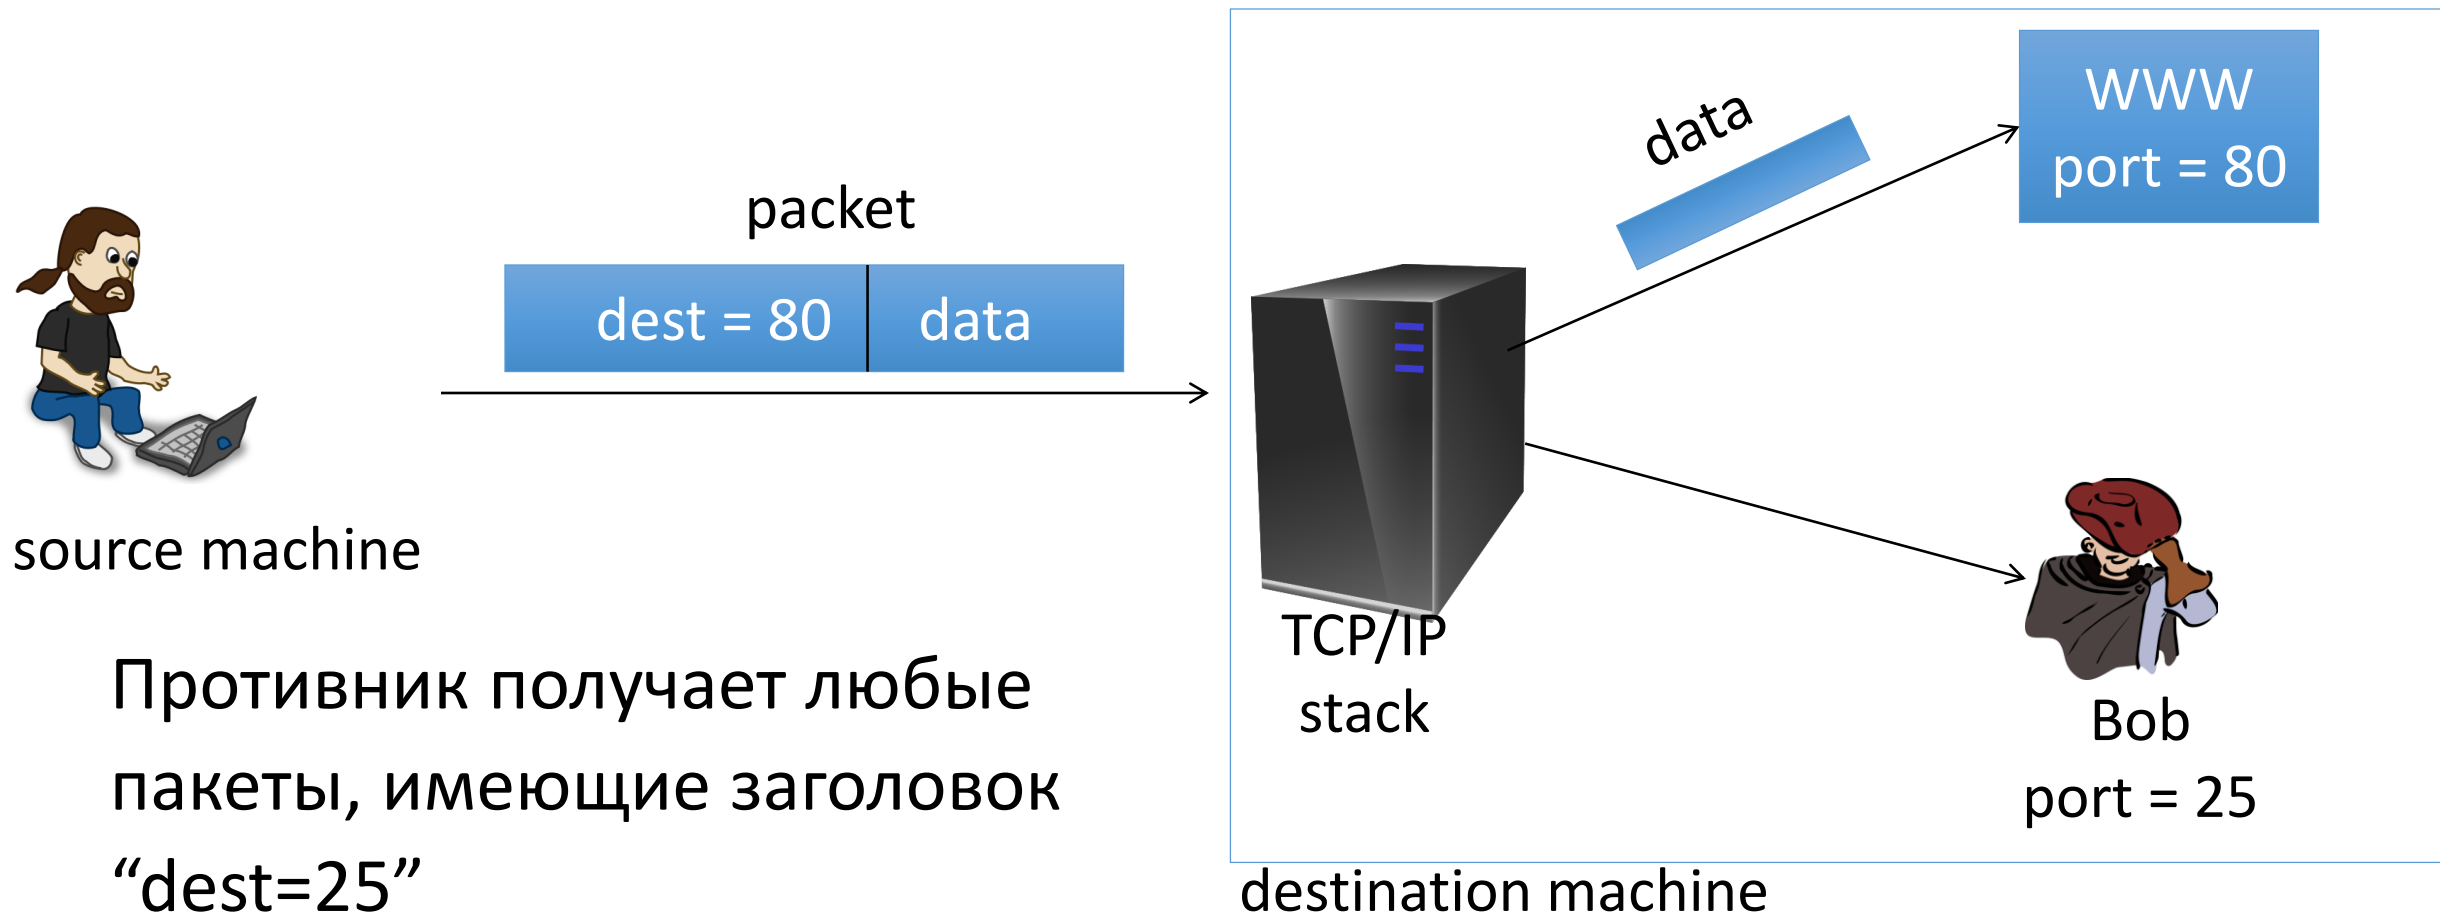 packet
dest = 80 data
source machine
Противник получает любые
пакеты, имеющие заголовок
“dest=25”
data
WWW
port = 80
TCP/IP
stack
Bob
port = 25
destination machine